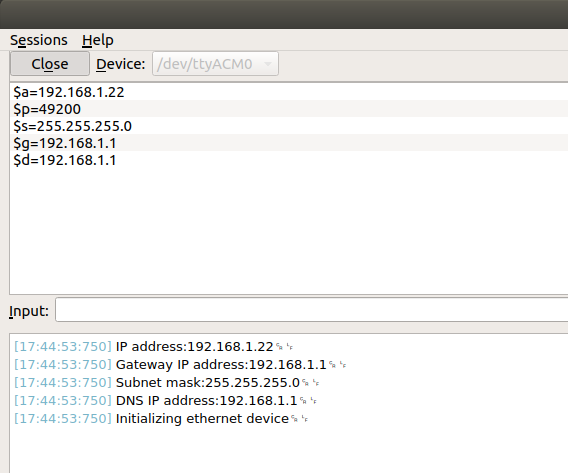 Sessions Help
Close Device: /dev/ttyACM0
$a=192.168.1.22
$p=49200
$s=255.255.255.0
$g=192.168.1.1
$d=192.168.1.1
Input:
[17:44:53:750] IP address:192.168.1.22␍␊
[17:44:53:750] Gateway IP address:192.168.1.1␍␊
[17:44:53:750] Subnet mask:255.255.255.0␍␊
[17:44:53:750] DNS IP address:192.168.1.1␍␊
[17:44:53:750] Initializing ethernet device␍␊